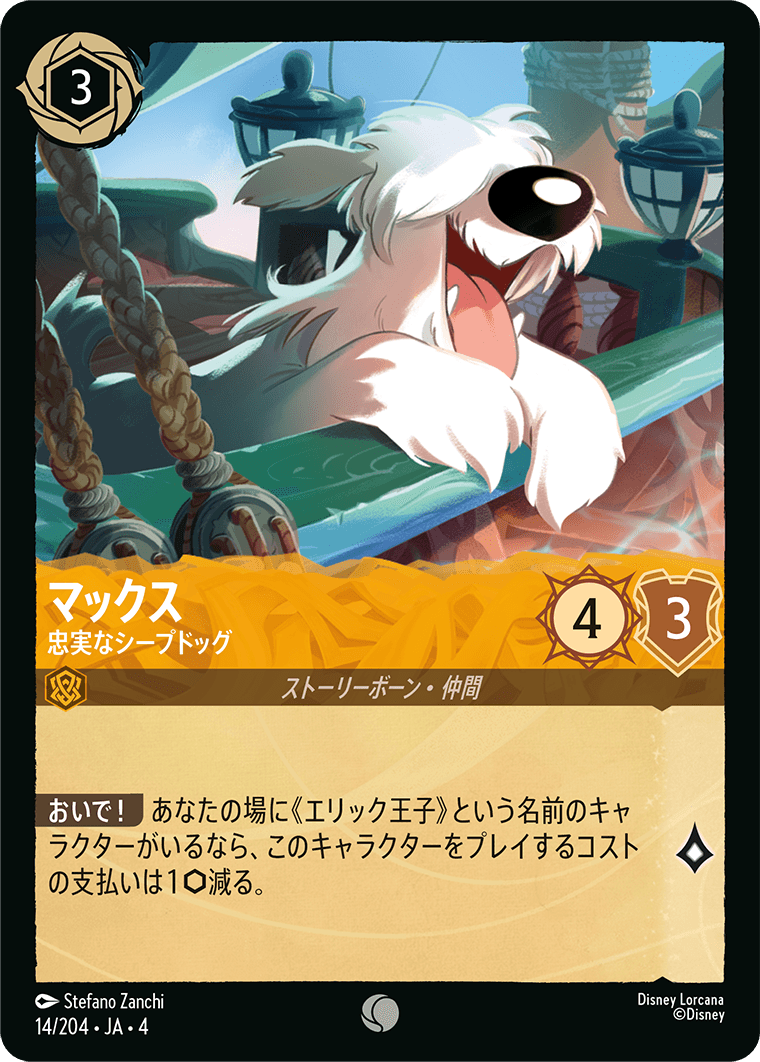 3
マックス
忠実なシープドッグ
4
3
ストーリーボーン・仲間
おいで! あなたの場に《エリック王子》という名前のキャ
ラクターがいるなら、このキャラクターをプレイするコスト
の支払いは1⬡減る。
Stefano Zanchi
14/204・JA・4
Disney Lorcana
©Disney